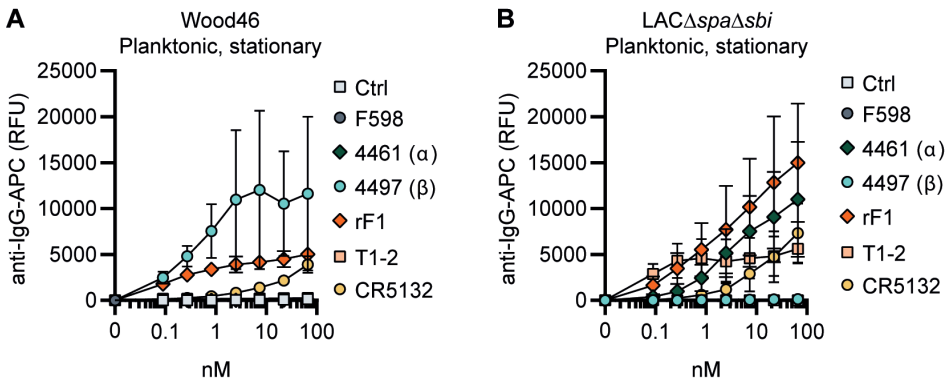 A
Wood46
Planktonic, stationary
anti-IgG-APC (RFU)
25000
20000
15000
10000
5000
0
0 0.1 1 10 100
nM
Ctrl
F598
4461 (α)
4497 (β)
rF1
T1-2
CR5132
B
LACΔspaΔsbi
Planktonic, stationary
anti-IgG-APC (RFU)
25000
20000
15000
10000
5000
0
0 0.1 1 10 100
nM
Ctrl
F598
4461 (α)
4497 (β)
rF1
T1-2
CR5132